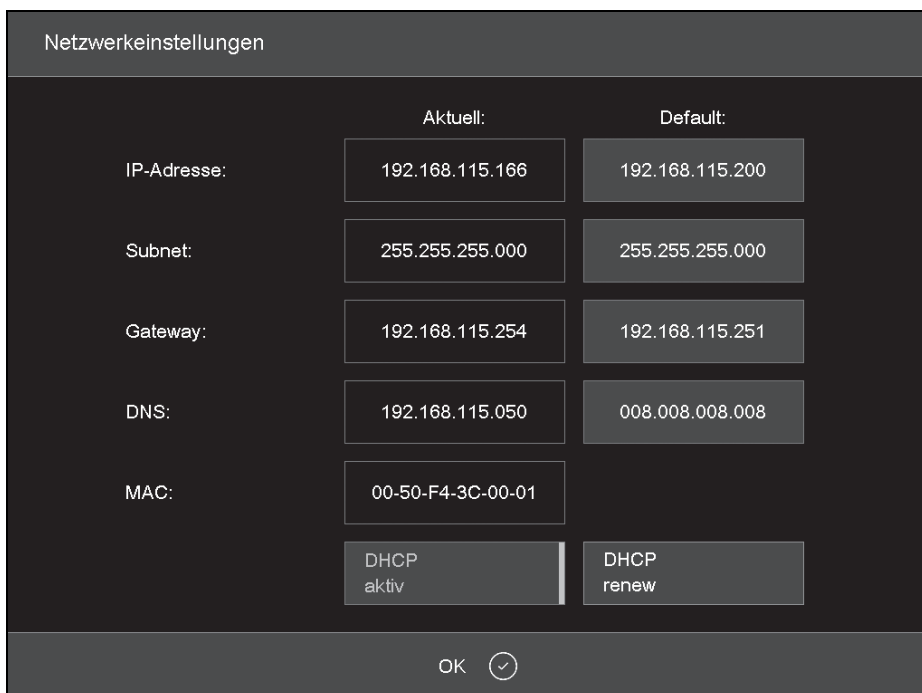 Netzwerkeinstellungen
Aktuell: Default:
IP-Adresse: 192.168.115.166 192.168.115.200
Subnet: 255.255.255.000 255.255.255.000
Gateway: 192.168.115.254 192.168.115.251
DNS: 192.168.115.050 008.008.008.008
MAC: 00-50-F4-3C-00-01
DHCP DHCP
aktiv renew
OK